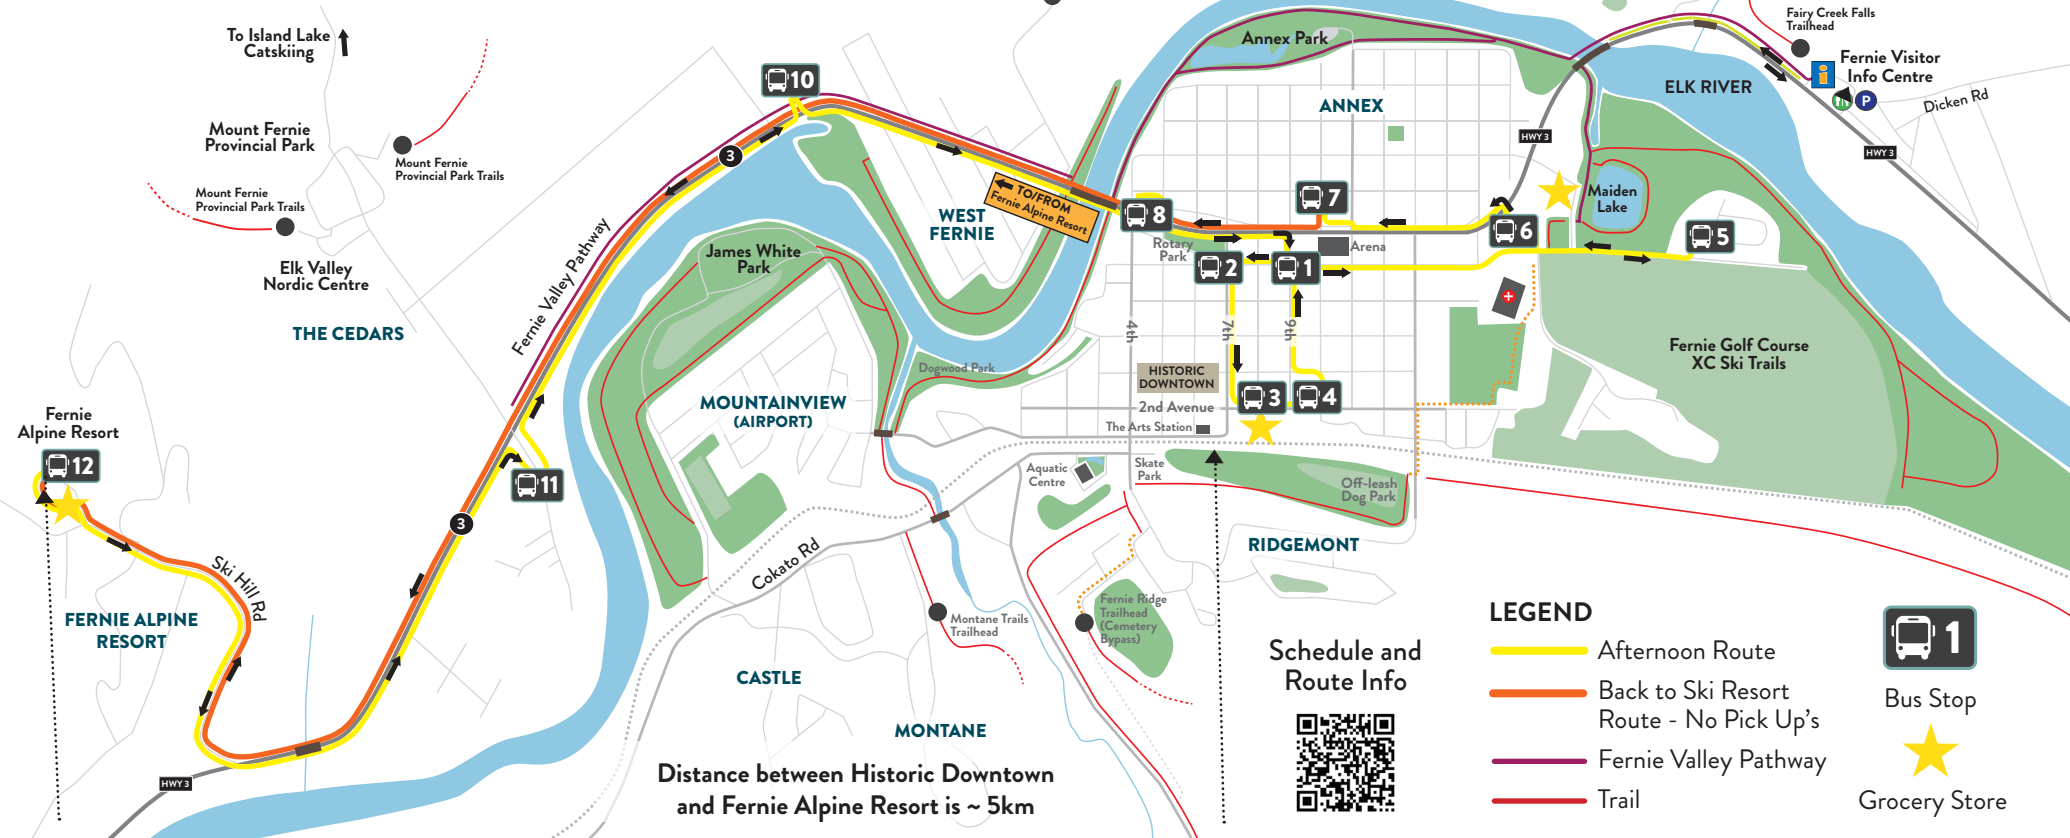 To Island Lake
Catskiing
Mount Fernie
Provincial Park
Mount Fernie
Provincial Park Trails
Mount Fernie
Provincial Park Trails
Elk Valley
Nordic Centre
THE CEDARS
Fernie Valley Pathway
10
3
TO/FROM
Fernie Alpine Resort
WEST
FERNIE
James White
Park
Annex Park
ANNEX
ELK RIVER
Fairy Creek Falls
Trailhead
Fernie Visitor
Info Centre
i
P
Dicken Rd
HWY 3
HWY 3
Maiden
Lake
7
8
6
5
Rotary
Park
Arena
2
1
4th
7th
9th
HISTORIC
DOWNTOWN
3
4
2nd Avenue
The Arts Station
Fernie Golf Course
XC Ski Trails
Dogwood Park
MOUNTAINVIEW
(AIRPORT)
Fernie
Alpine Resort
12
11
3
Ski Hill Rd
FERNIE ALPINE
RESORT
HWY 3
Aquatic
Centre
Skate
Park
Off-leash
Dog Park
RIDGEMONT
Cokato Rd
Montane Trails
Trailhead
Fernie Ridge
Trailhead
(Cemetery
Bypass)
CASTLE
MONTANE
Distance between Historic Downtown
and Fernie Alpine Resort is ~ 5km
Schedule and
Route Info
LEGEND
Afternoon Route
Back to Ski Resort
Route - No Pick Up's
Fernie Valley Pathway
Trail
1
Bus Stop
Grocery Store